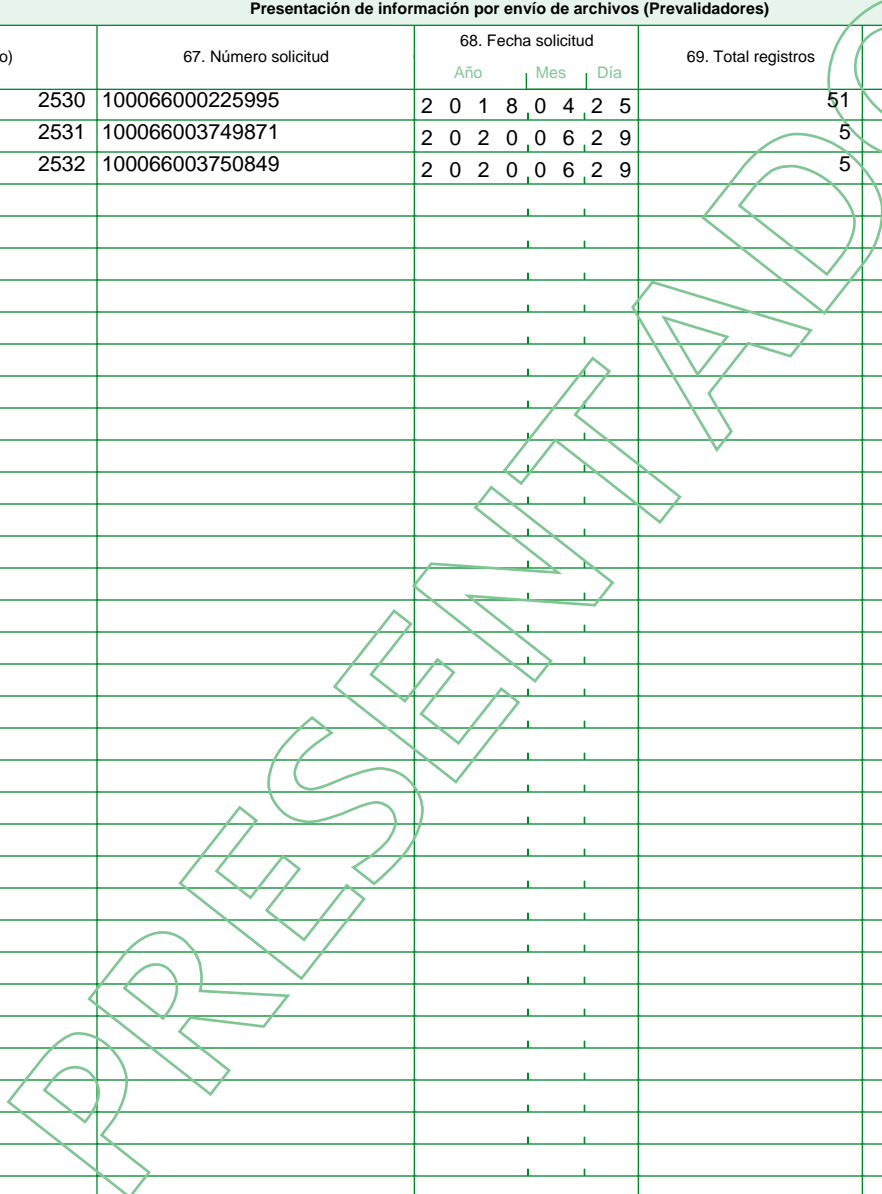 Presentación de información por envío de archivos (Prevalidadores)
o) 67. Número solicitud 68. Fecha solicitud 69. Total registros
Año Mes Día
2530 100066000225995 2 0 1 8 0 4 2 5 51
2531 100066003749871 2 0 2 0 0 6 2 9 5
2532 100066003750849 2 0 2 0 0 6 2 9 5
PRESENTADO